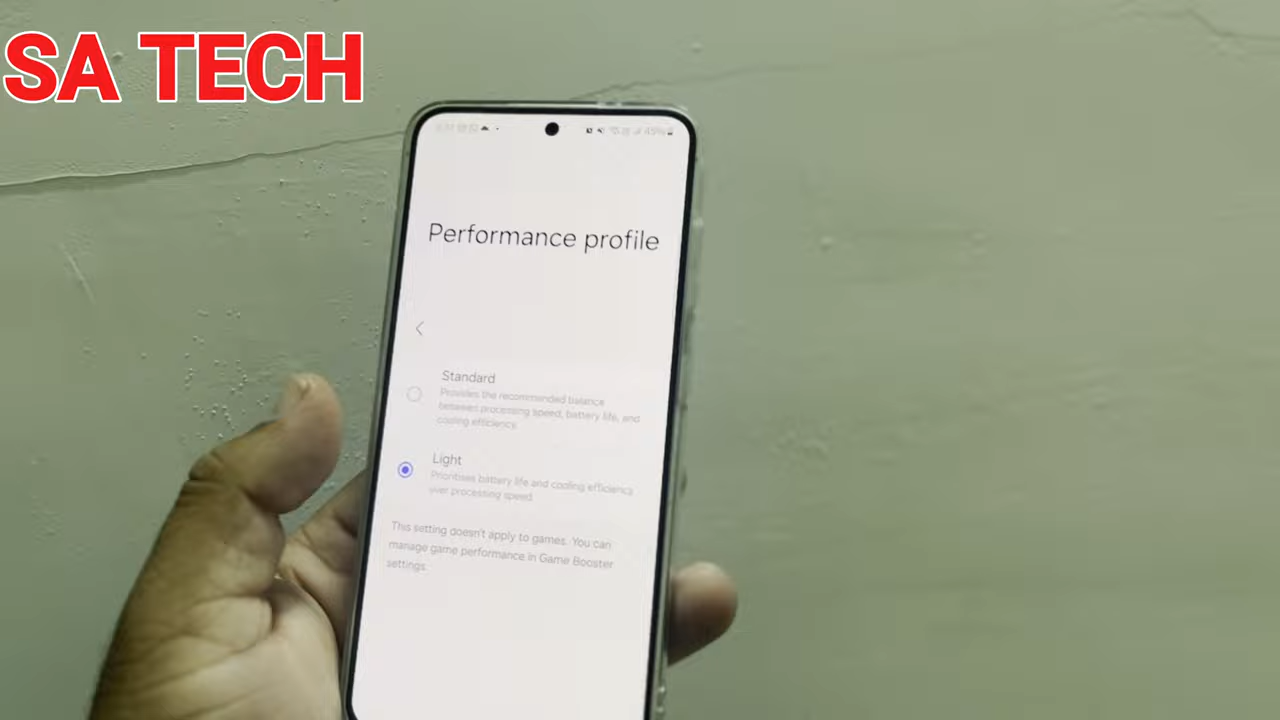 SA TECH
45%
Performance profile
Standard
Provides the recommended balance
between processing speed, battery life, and
cooling efficiency.
Light
Prioritises battery life and cooling efficiency
over processing speed.
This setting doesn't apply to games. You can
manage game performance in Game Booster
settings.